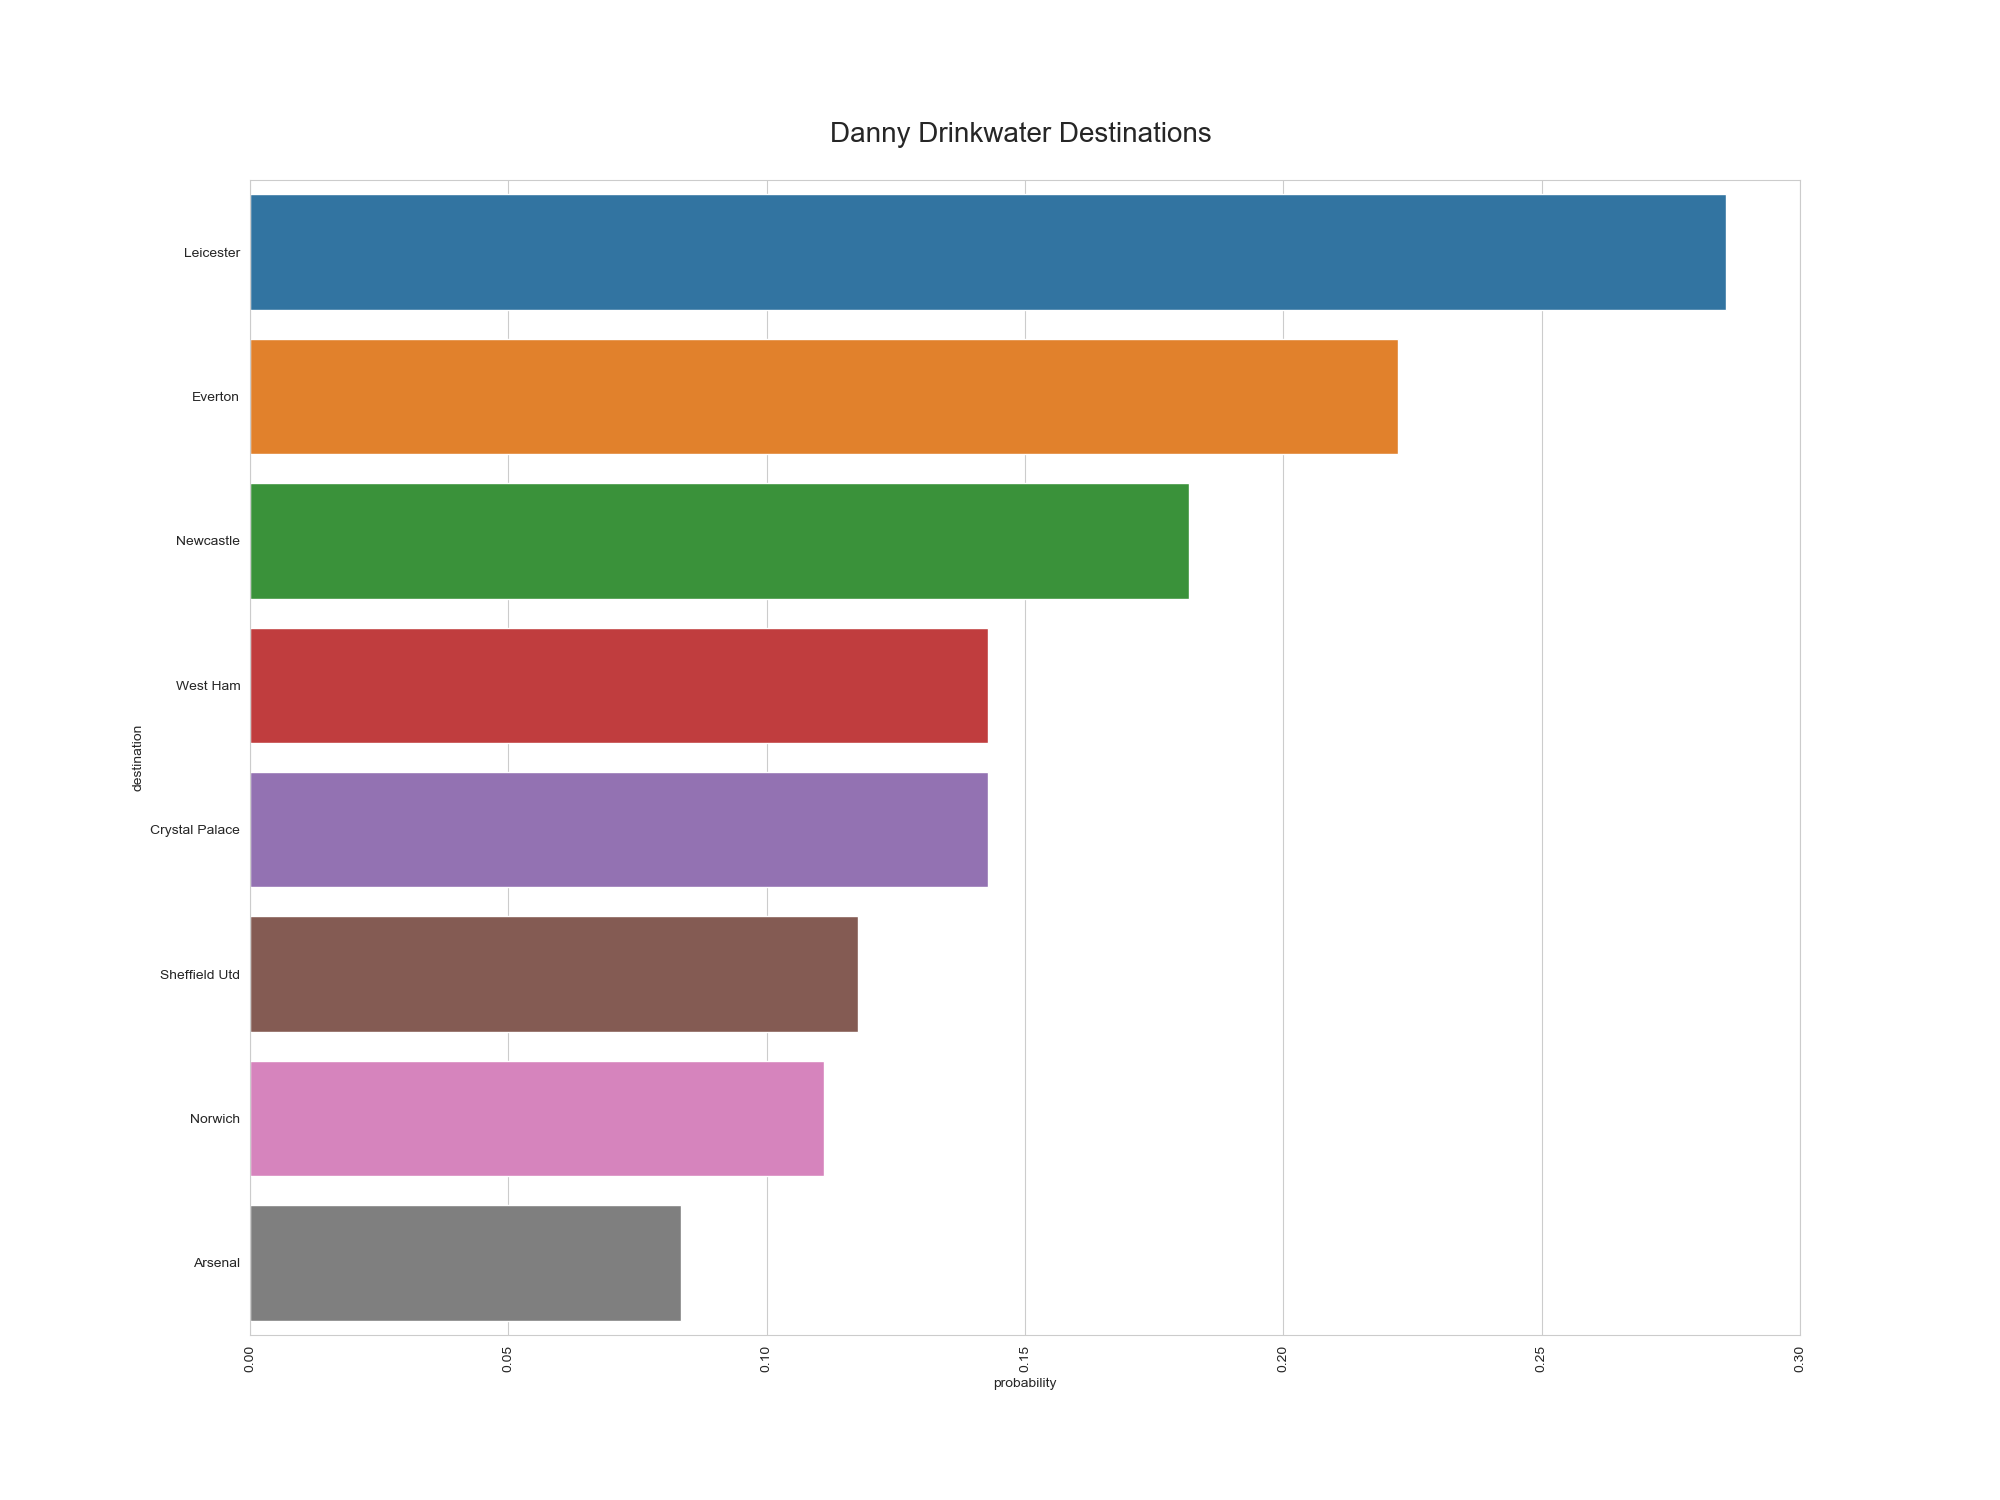 Danny Drinkwater Destinations
Leicester
Everton
Newcastle
West Ham
destination
Crystal Palace
Sheffield Utd
Norwich
Arsenal
0.00 0.05 0.10 0.15 0.20 0.25 0.30
probability